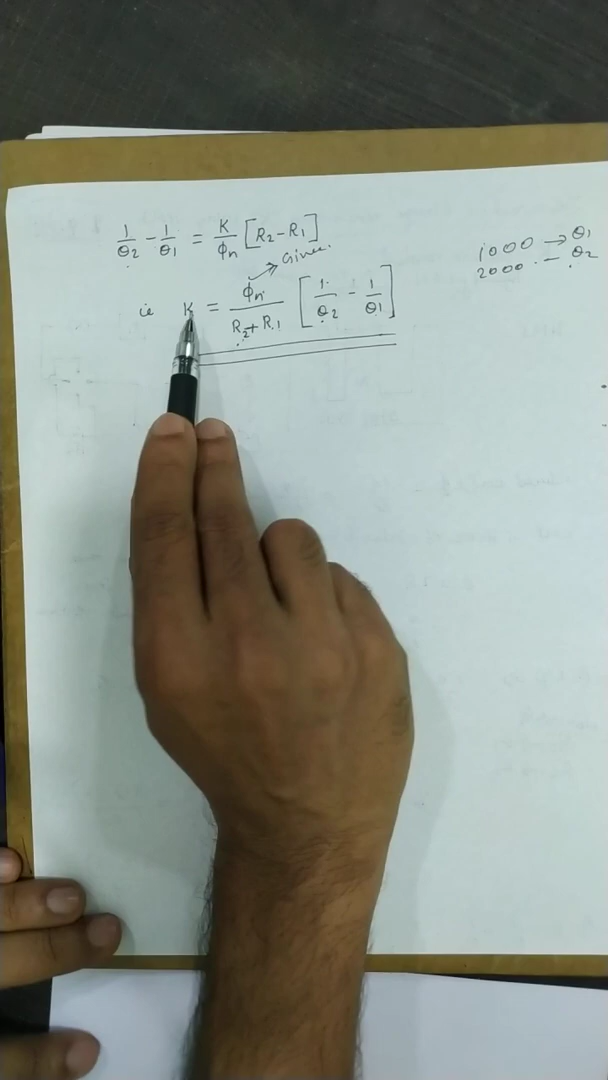 1/θ2 - 1/θ1 = K/ϕn [R2 - R1]
→ Given.
ie K = ϕn/(R2 + R1) [1/θ2 - 1/θ1]
1000 → θ1
2000 - θ2